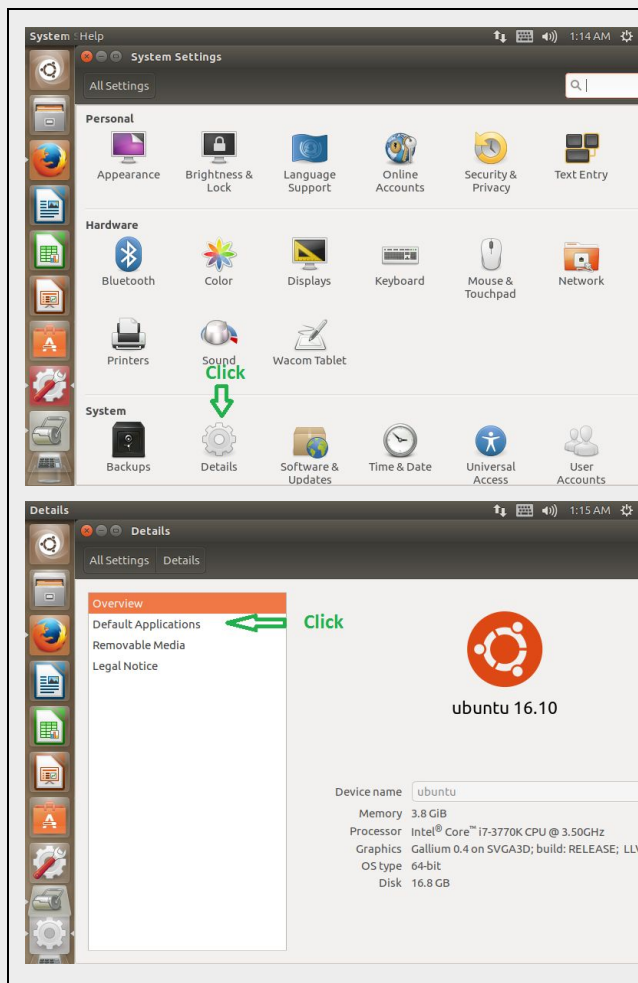 System Help
1:14 AM
System Settings
All Settings
Personal
Appearance
Brightness & Lock
Language Support
Online Accounts
Security & Privacy
Text Entry
Hardware
Bluetooth
Color
Displays
Keyboard
Mouse & Touchpad
Network
Printers
Sound
Wacom Tablet
Click
System
Backups
Details
Software & Updates
Time & Date
Universal Access
User Accounts
Details
1:15 AM
Details
All Settings Details
Overview
Default Applications
Click
Removable Media
Legal Notice
ubuntu 16.10
Device name ubuntu
Memory 3.8 GiB
Processor Intel® Core™ i7-3770K CPU @ 3.50GHz
Graphics Gallium 0.4 on SVGA3D; build: RELEASE;
OS type 64-bit
Disk 16.8 GB